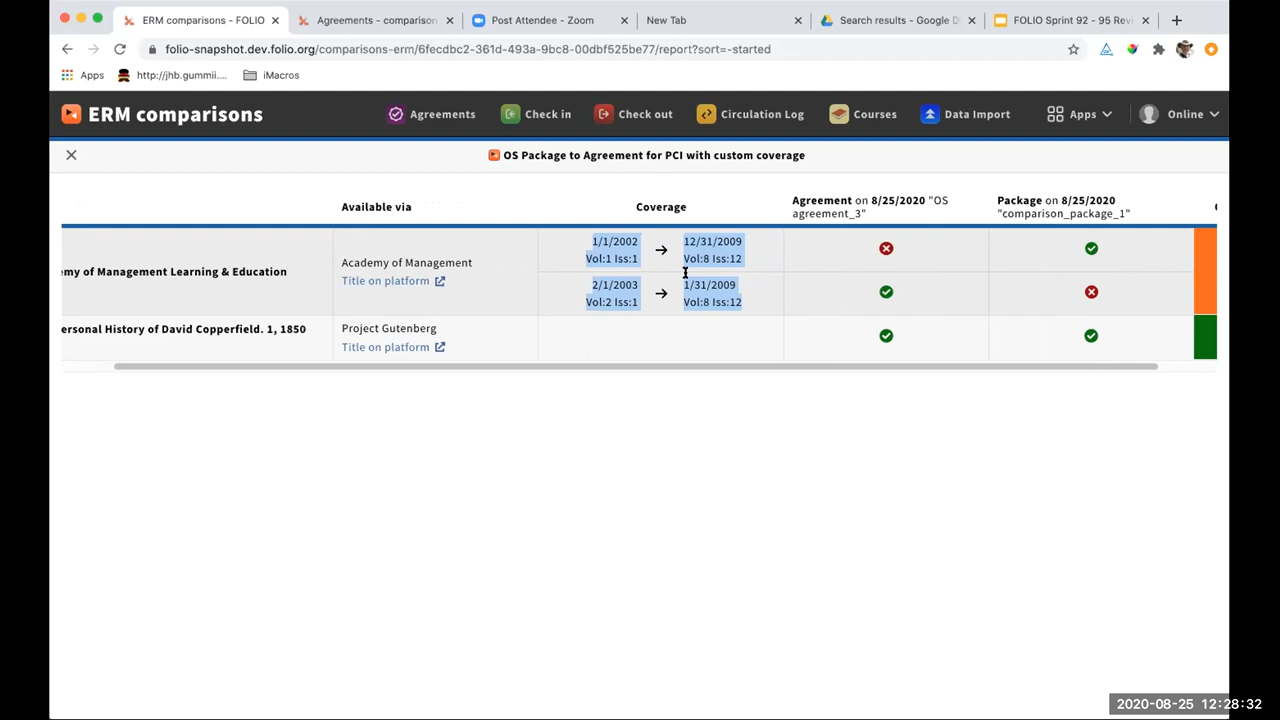 ERM comparisons - FOLIO
Agreements - comparison
Post Attendee - Zoom
New Tab
Search results - Google D
FOLIO Sprint 92 - 95 Revi
folio-snapshot.dev.folio.org/comparisons-erm/6fecdbc2-361d-493a-9bc8-00dbf525be77/report?sort=-started
Apps
http://jhb.gummii....
iMacros
ERM comparisons
Agreements
Check in
Check out
Circulation Log
Courses
Data Import
Apps
Online
OS Package to Agreement for PCI with custom coverage
Available via
Coverage
Agreement on 8/25/2020 "OS
agreement_3"
Package on 8/25/2020
"comparison_package_1"
emy of Management Learning & Education
Academy of Management
Title on platform
1/1/2002
Vol:1 Iss:1
12/31/2009
Vol:8 Iss:12
2/1/2003
Vol:2 Iss:1
1/31/2009
Vol:8 Iss:12
ersonal History of David Copperfield. 1, 1850
Project Gutenberg
Title on platform
2020-08-25 12:28:32